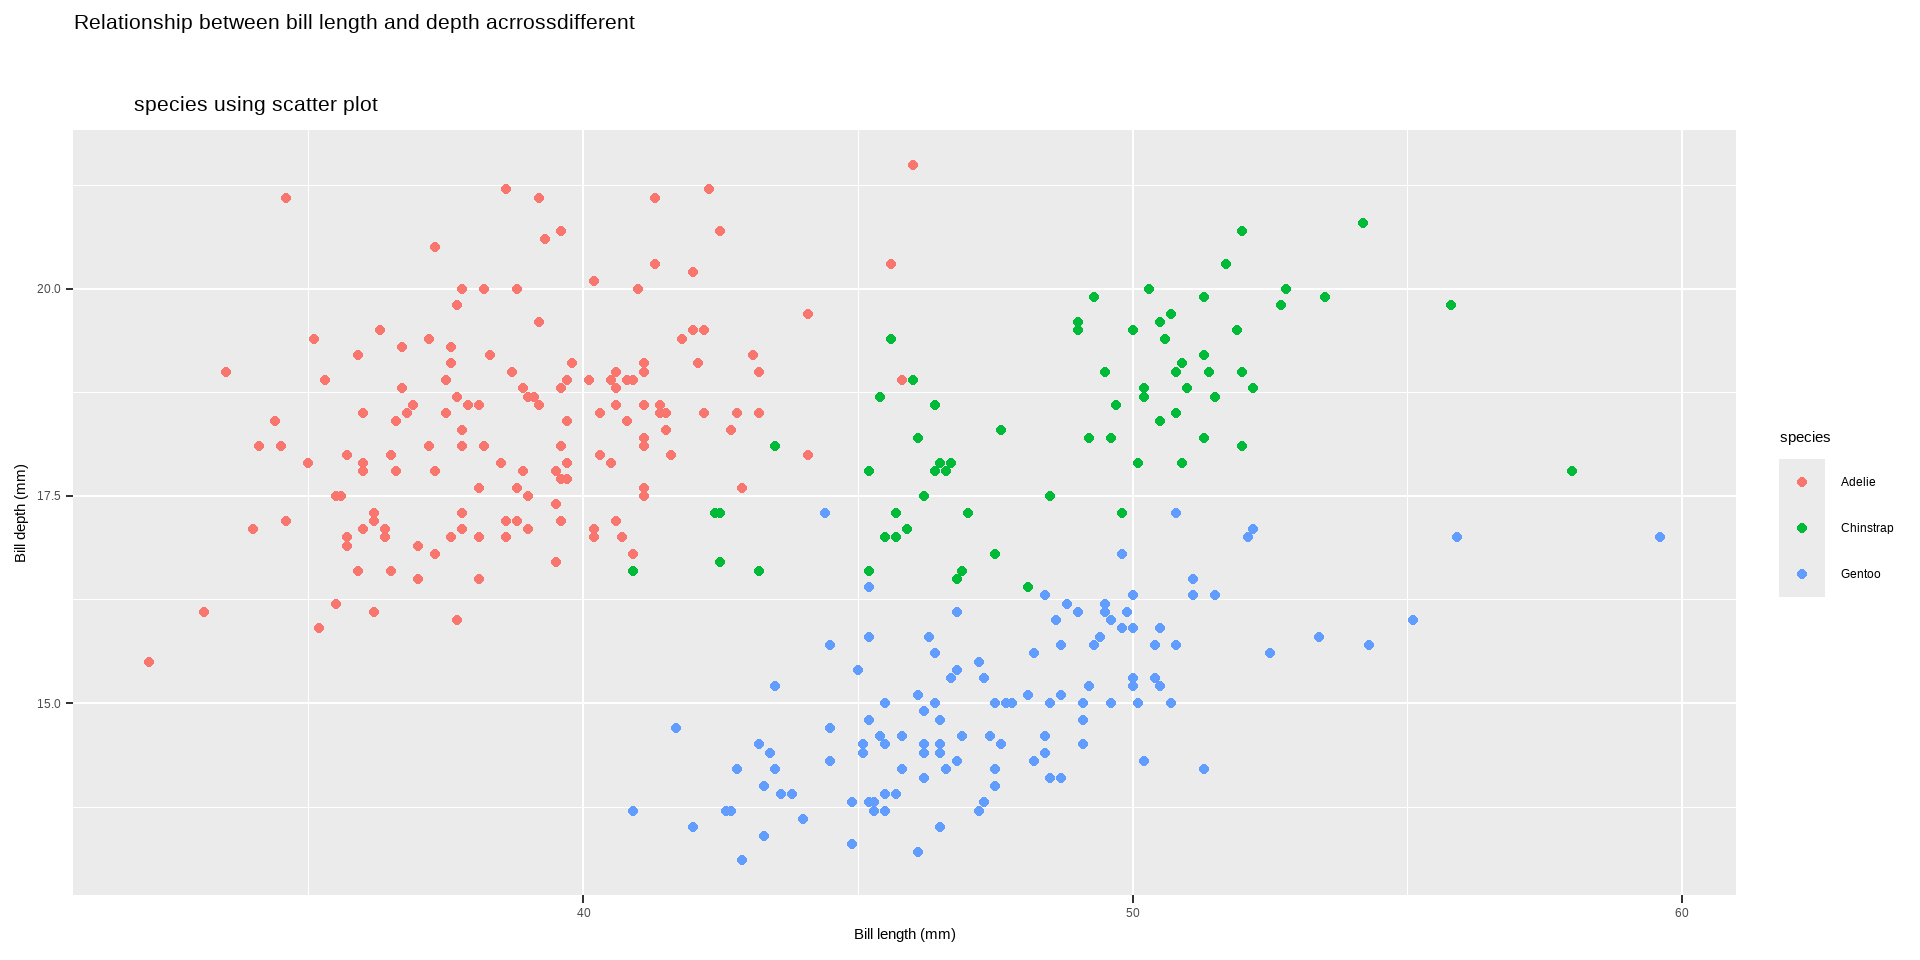 Relationship between bill length and depth acrrossdifferent
species using scatter plot
Bill depth (mm)
20.0
17.5
15.0
40
50
60
Bill length (mm)
species
Adelie
Chinstrap
Gentoo